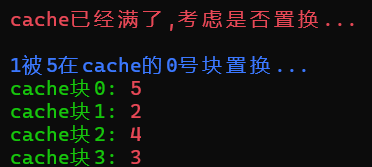 cache已经满了,考虑是否置换...
1被5在cache的0号块置换...
cache块0: 5
cache块1: 2
cache块2: 4
cache块3: 3